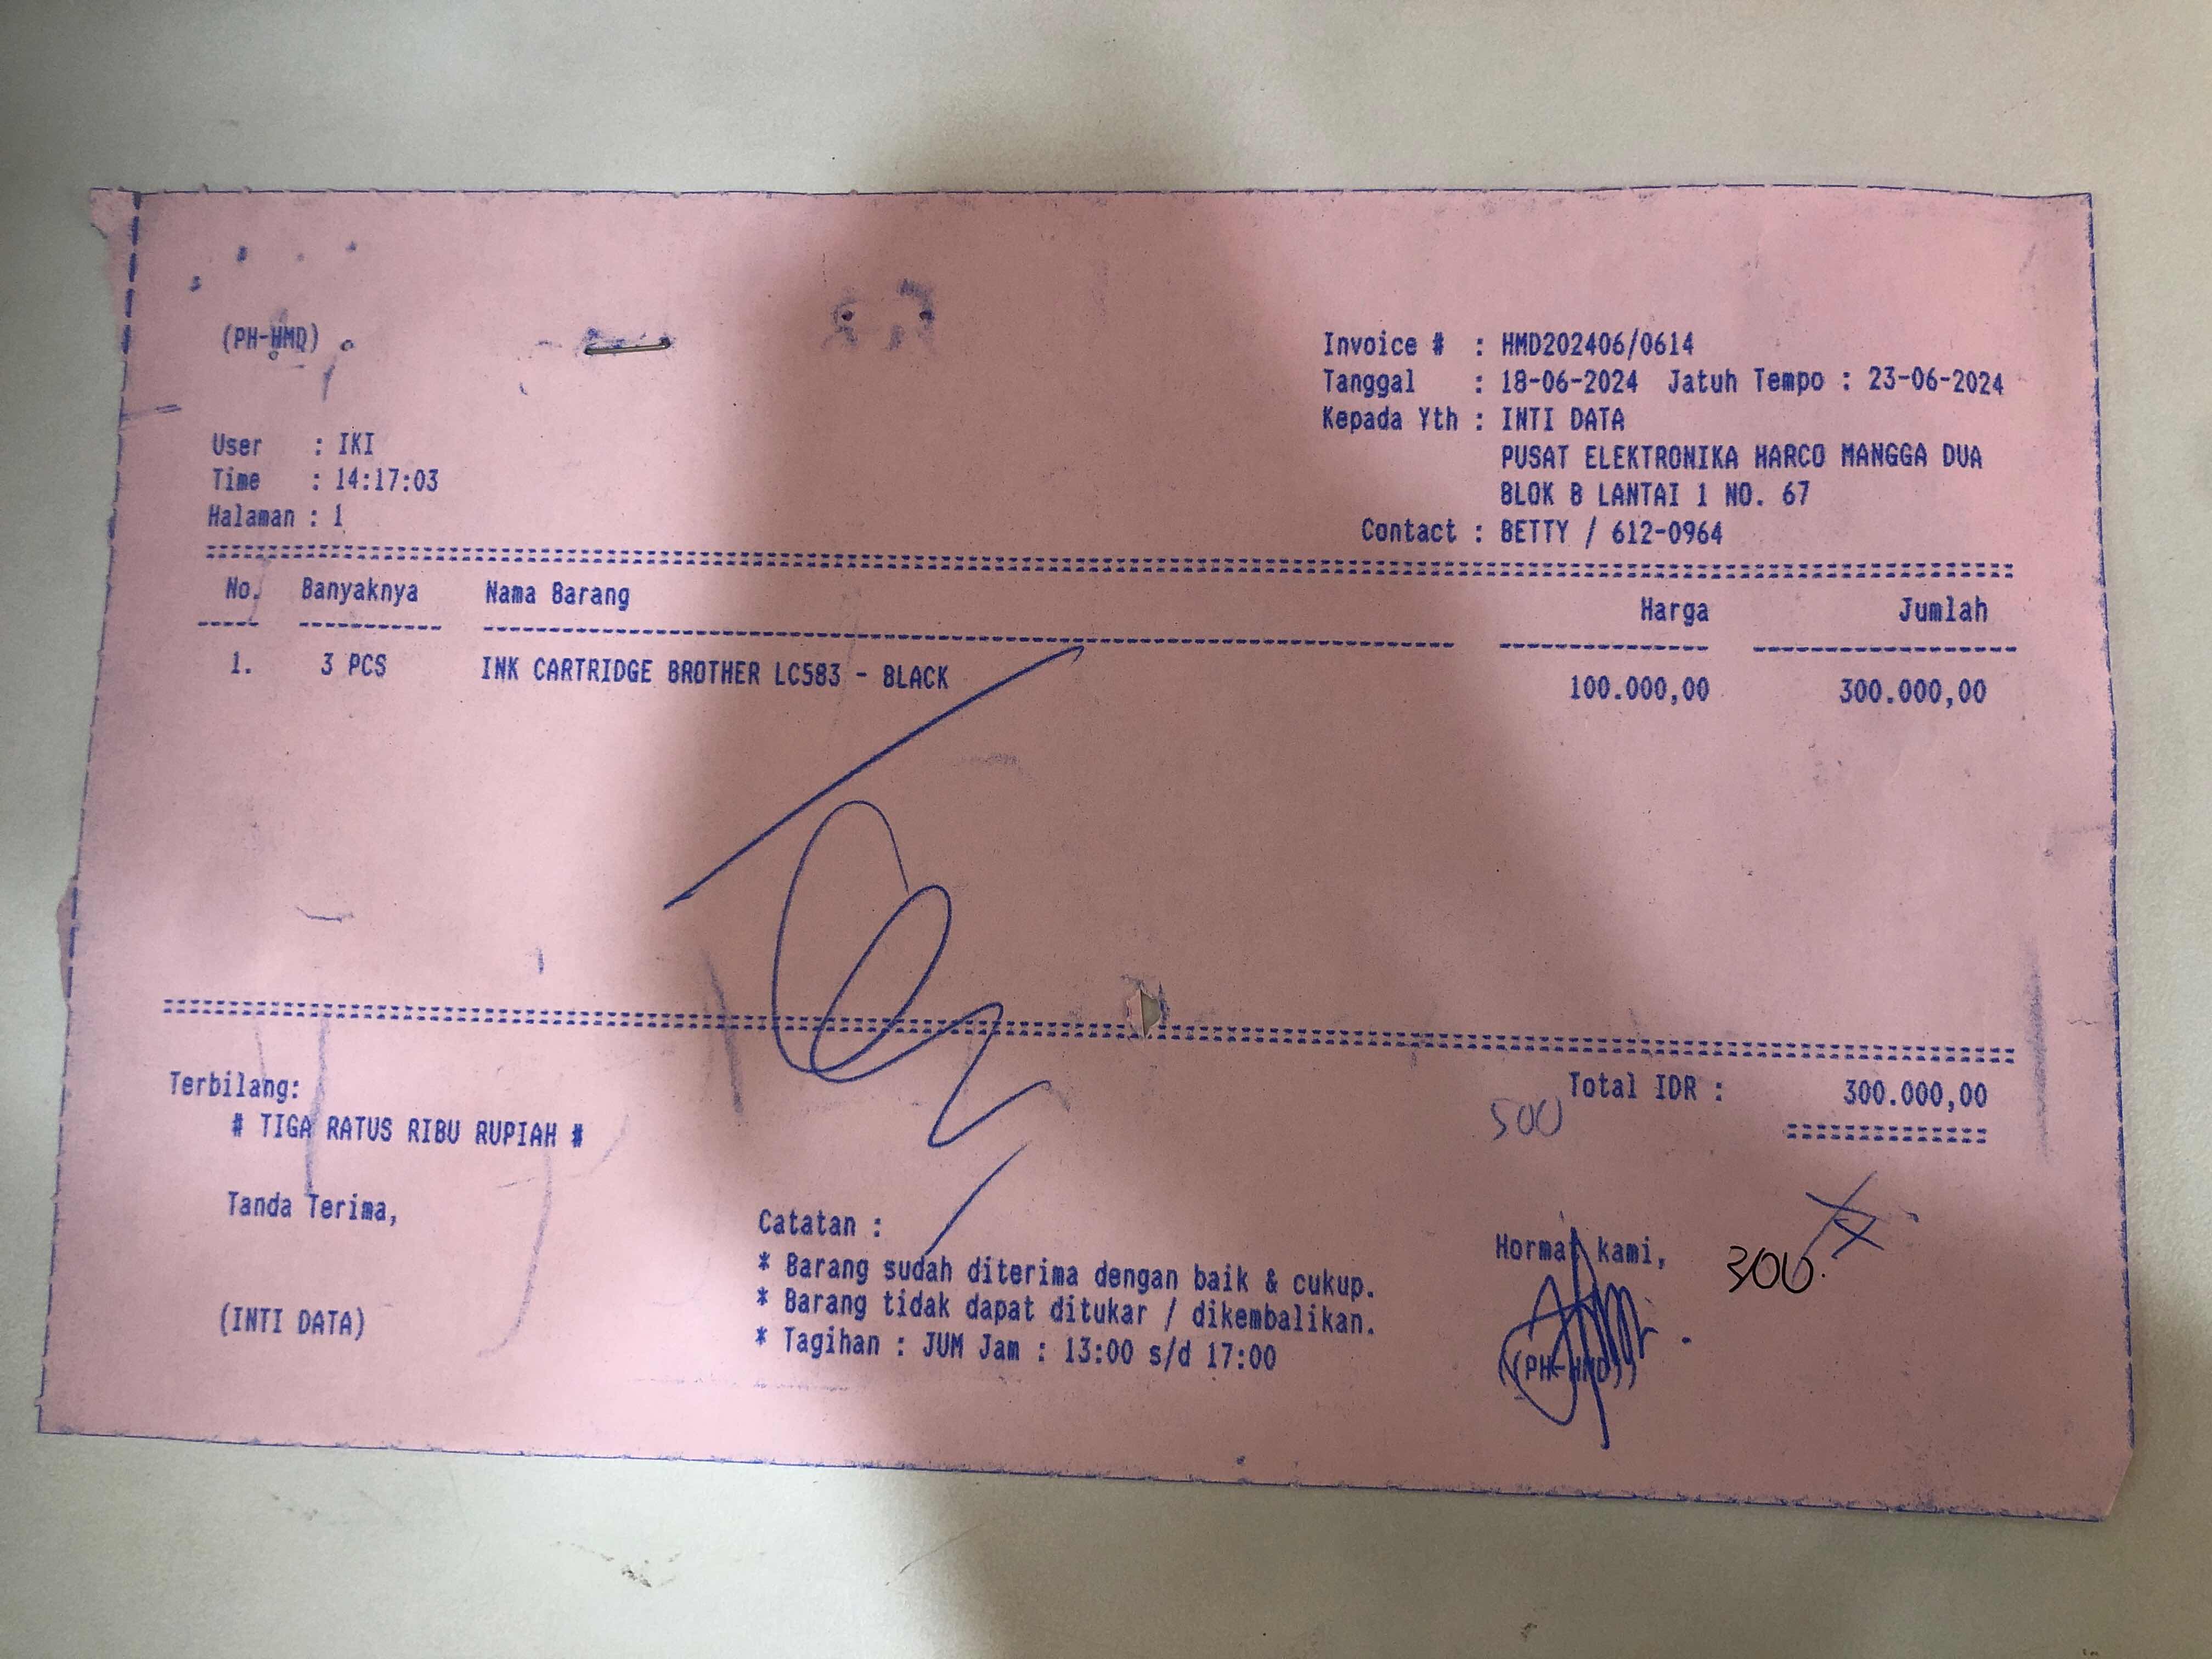 (PH-HMD)
Invoice # : HMD202406/0614
Tanggal : 18-06-2024 Jatuh Tempo : 23-06-2024
Kepada Yth : INTI DATA
PUSAT ELEKTRONIKA HARCO MANGGA DUA
BLOK B LANTAI 1 NO. 67
Contact : BETTY / 612-0964
User : IKI
Time : 14:17:03
Halaman : 1
No. Banyaknya Nama Barang Harga Jumlah
1. 3 PCS INK CARTRIDGE BROTHER LC583 - BLACK 100.000,00 300.000,00
Total IDR : 300.000,00
500
Terbilang:
# TIGA RATUS RIBU RUPIAH #
Tanda Terima,
(INTI DATA)
Catatan :
* Barang sudah diterima dengan baik & cukup.
* Barang tidak dapat ditukar / dikembalikan.
* Tagihan : JUM Jam : 13:00 s/d 17:00
Hormat kami,
300.
(PH-HMD)